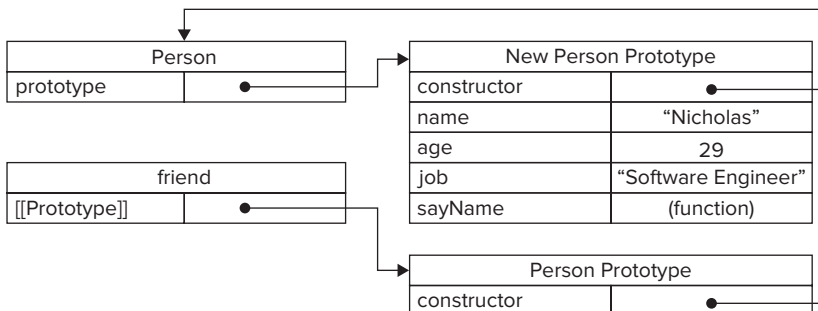 Person
prototype
New Person Prototype
constructor
name “Nicholas”
age 29
job “Software Engineer”
sayName (function)
friend
[[Prototype]]
Person Prototype
constructor